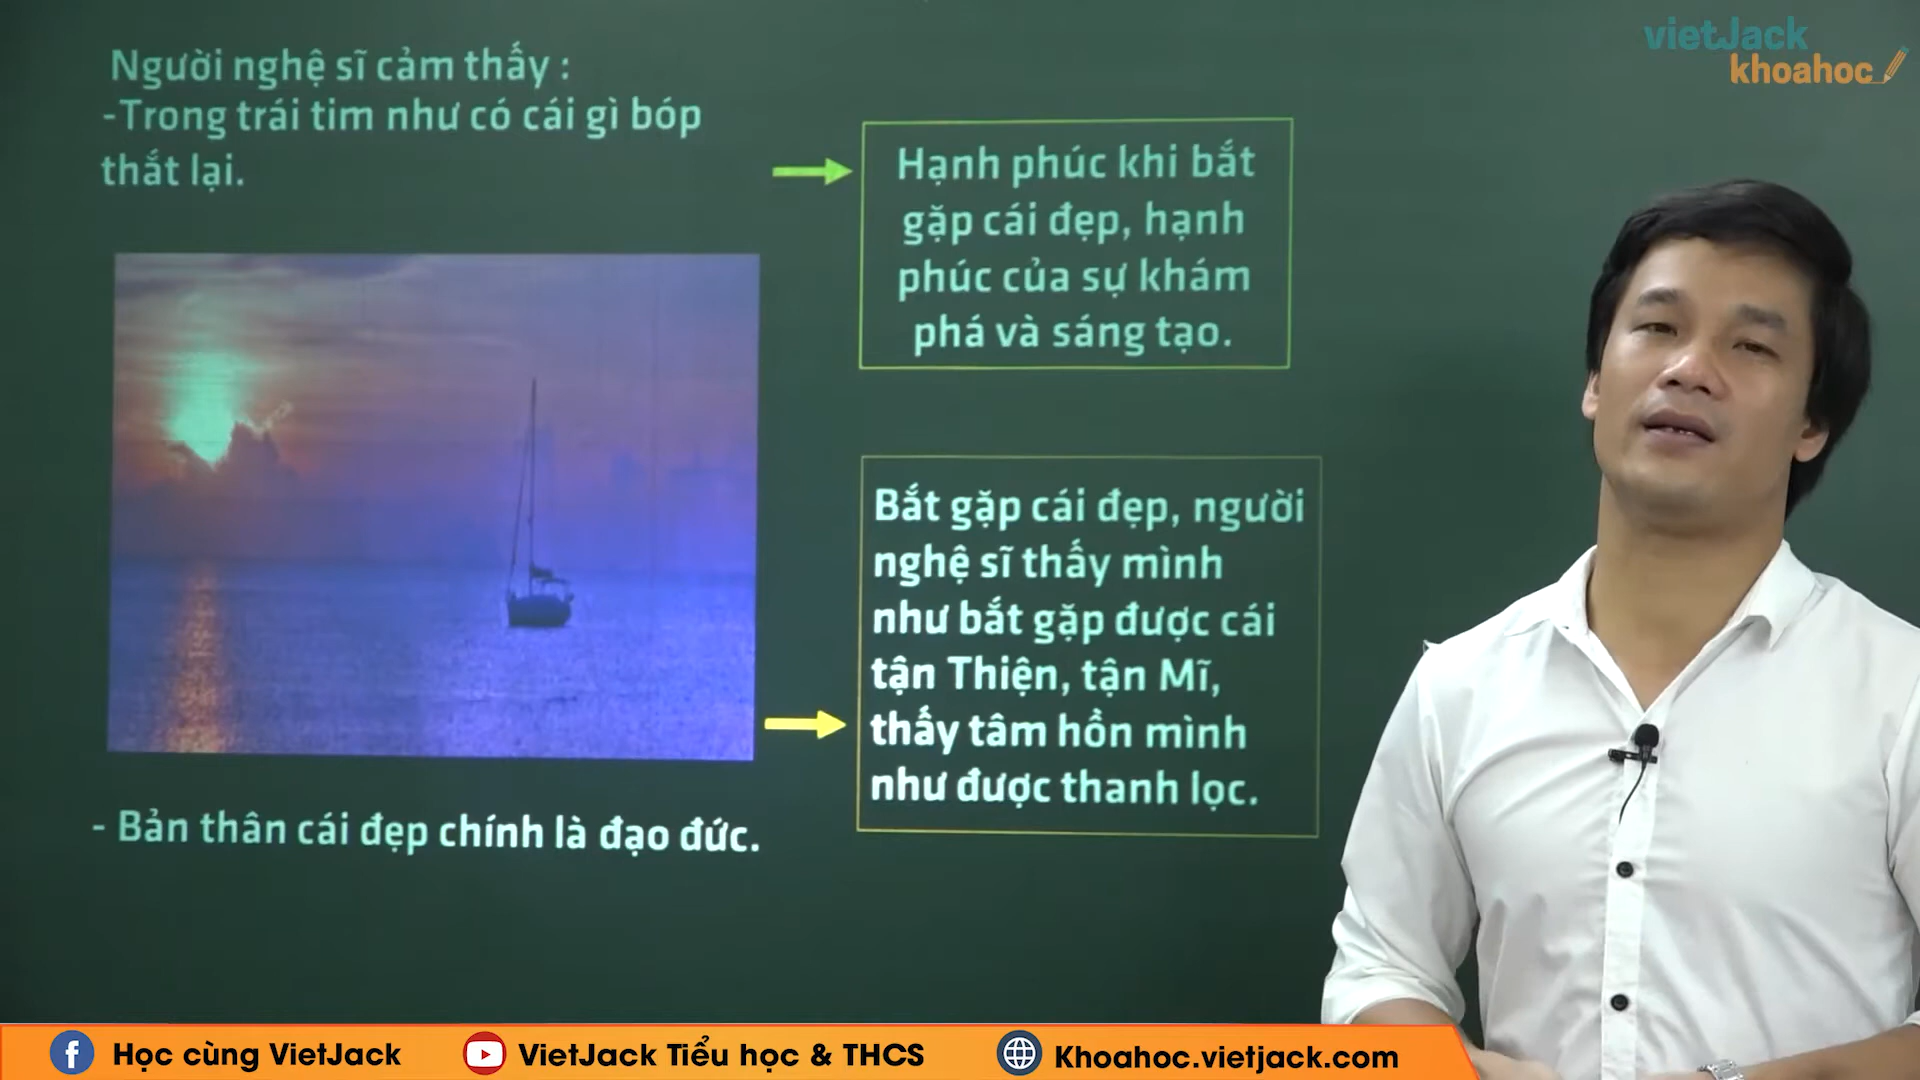 vietJack
khoahoc
Người nghệ sĩ cảm thấy :
-Trong trái tim như có cái gì bóp
thắt lại.
Hạnh phúc khi bắt
gặp cái đẹp, hạnh
phúc của sự khám
phá và sáng tạo.
Bắt gặp cái đẹp, người
nghệ sĩ thấy mình
như bắt gặp được cái
tận Thiện, tận Mĩ,
thấy tâm hồn mình
như được thanh lọc.
- Bản thân cái đẹp chính là đạo đức.
Học cùng VietJack
VietJack Tiểu học & THCS
Khoahoc.vietjack.com